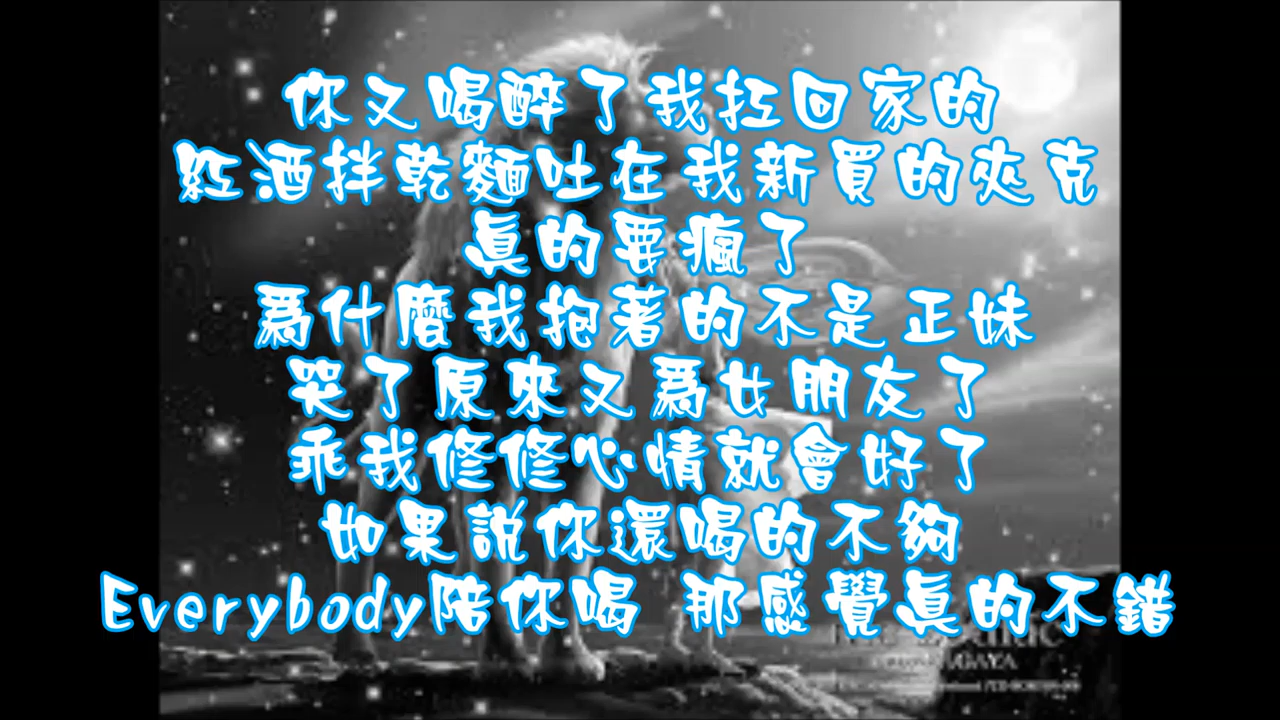 你又喝醉了我扛回家的
紅酒拌乾麵吐在我新買的夾克
真的要瘋了
為什麼我抱著的不是正妹
哭了原來又為女朋友了
乖我修修心情就會好了
如果說你還喝的不夠
Everybody陪你喝 那感覺真的不錯